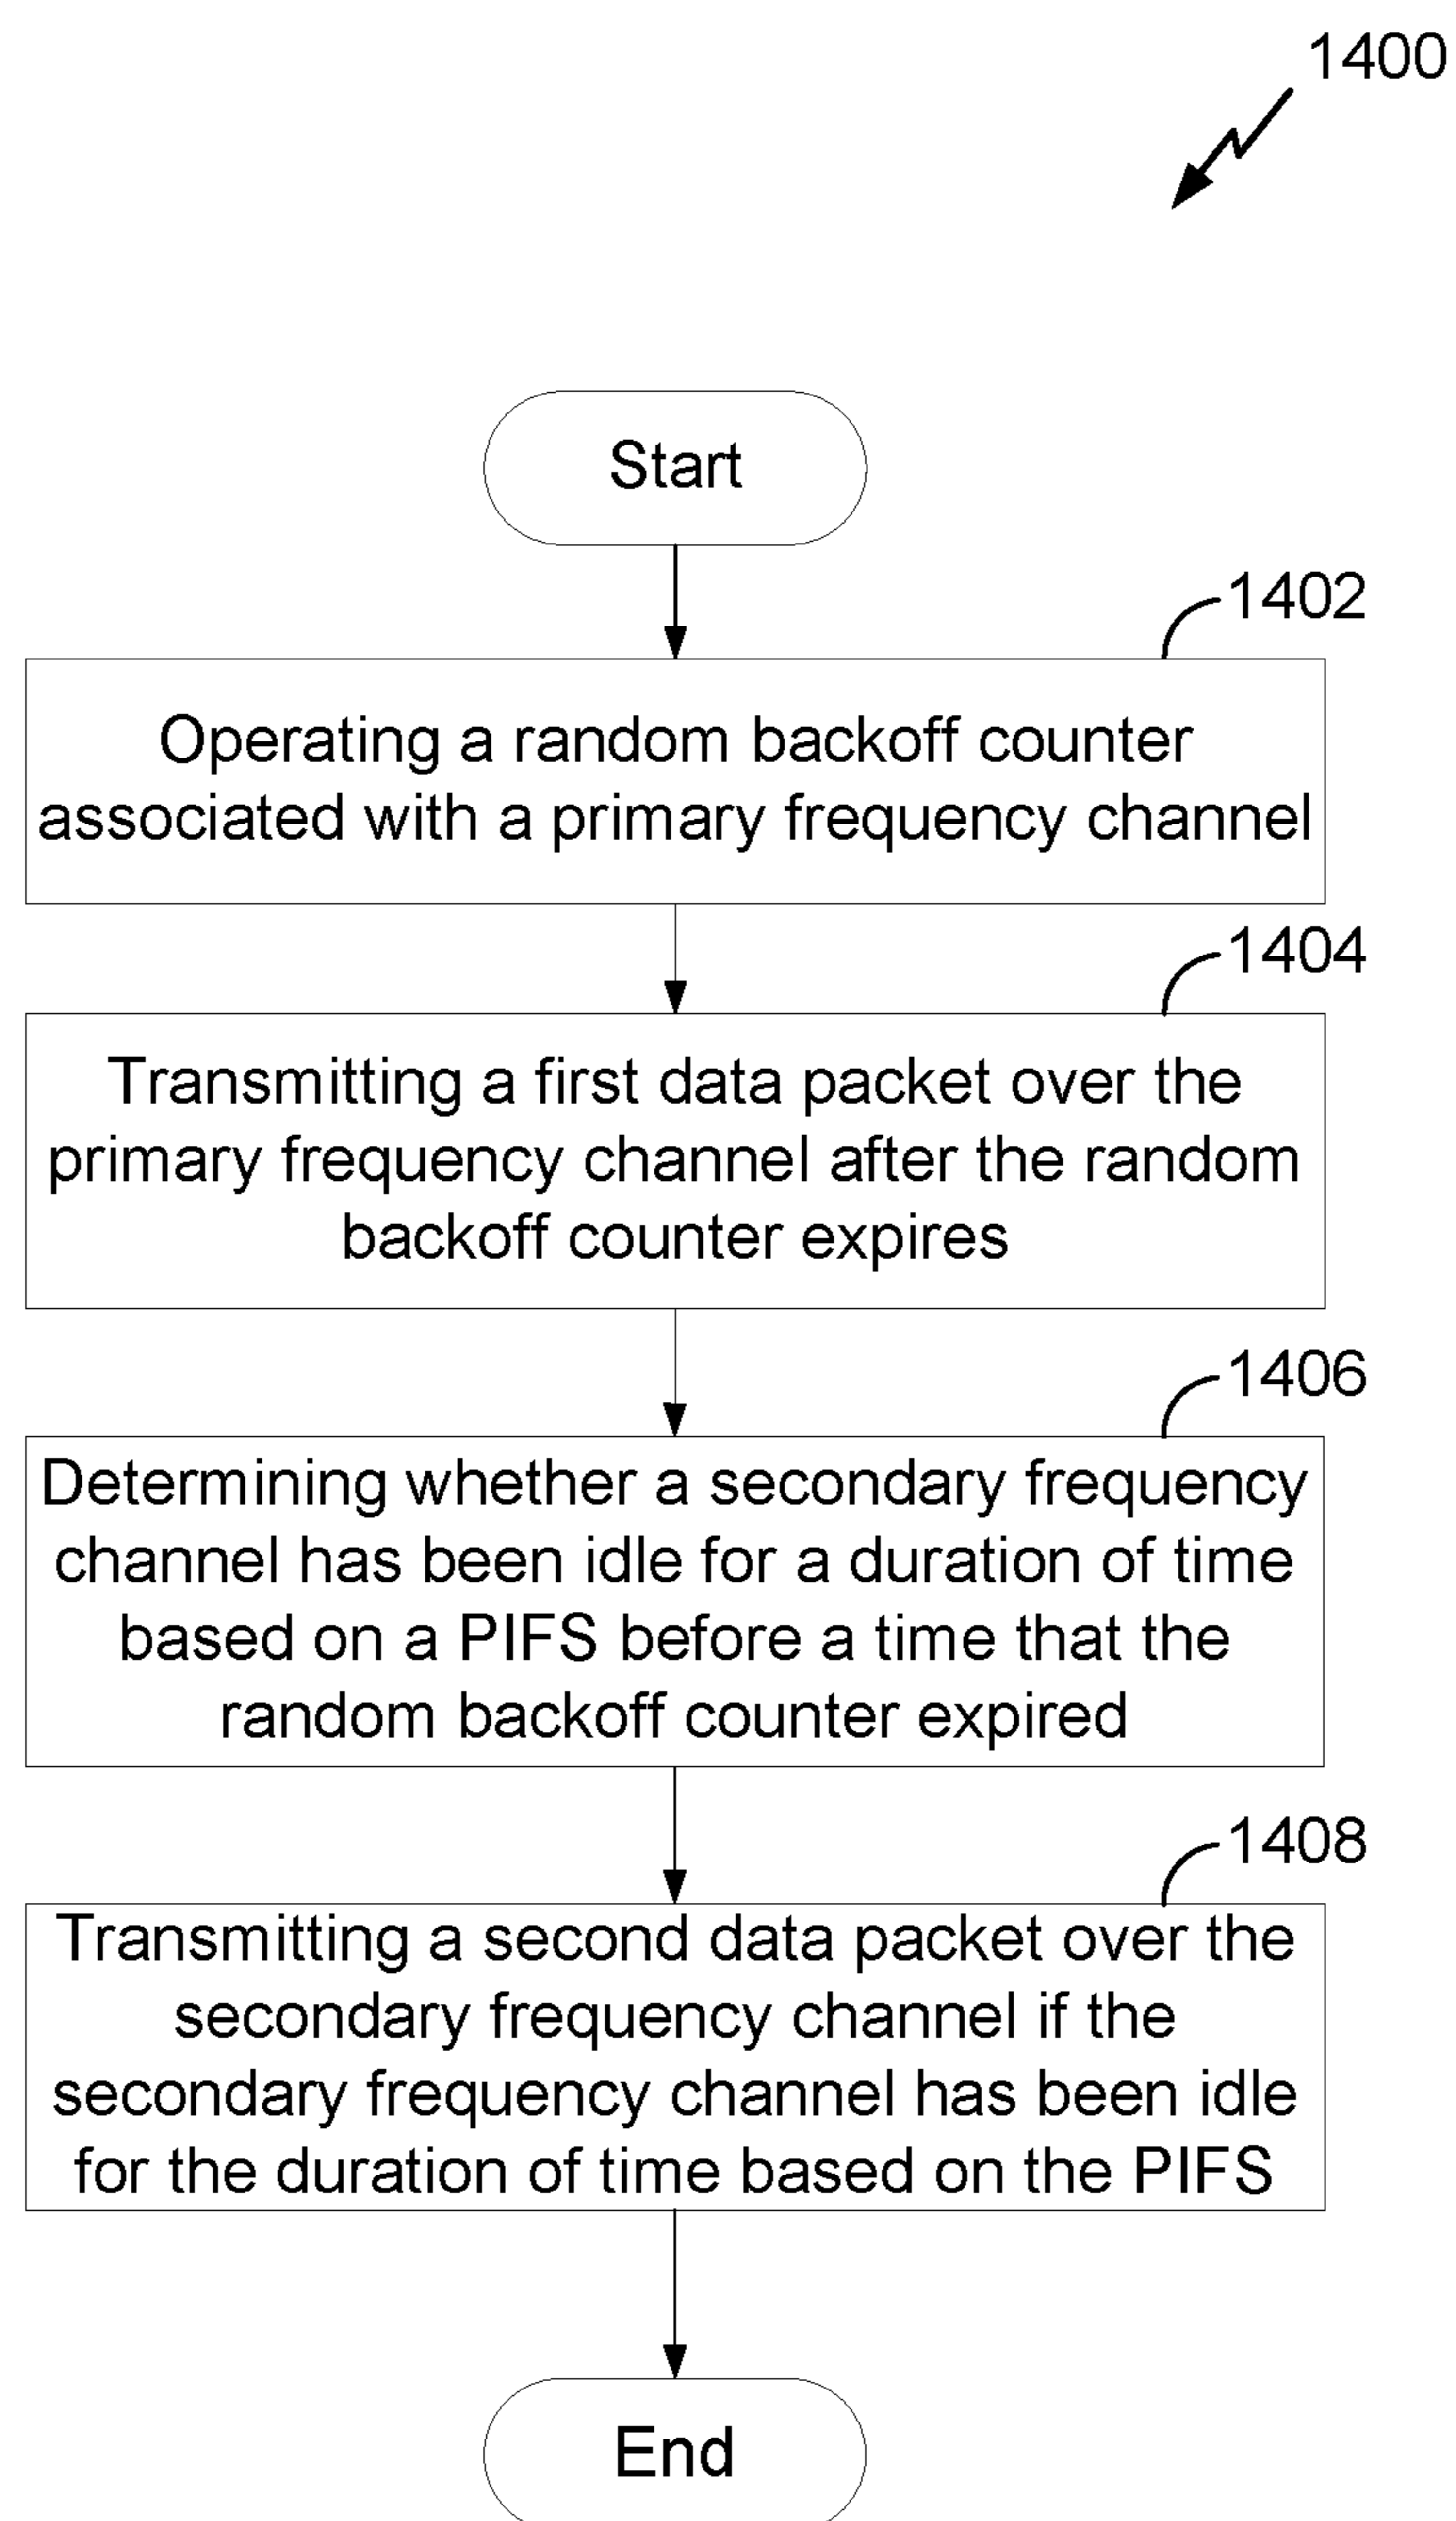 1400
Start
1402
Operating a random backoff counter
associated with a primary frequency channel
1404
Transmitting a first data packet over the
primary frequency channel after the random
backoff counter expires
1406
Determining whether a secondary frequency
channel has been idle for a duration of time
based on a PIFS before a time that the
random backoff counter expired
1408
Transmitting a second data packet over the
secondary frequency channel if the
secondary frequency channel has been idle
for the duration of time based on the PIFS
End